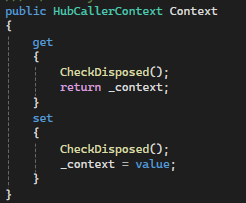 public HubCallerContext Context
{
    get
    {
        CheckDisposed();
        return _context;
    }
    set
    {
        CheckDisposed();
        _context = value;
    }
}